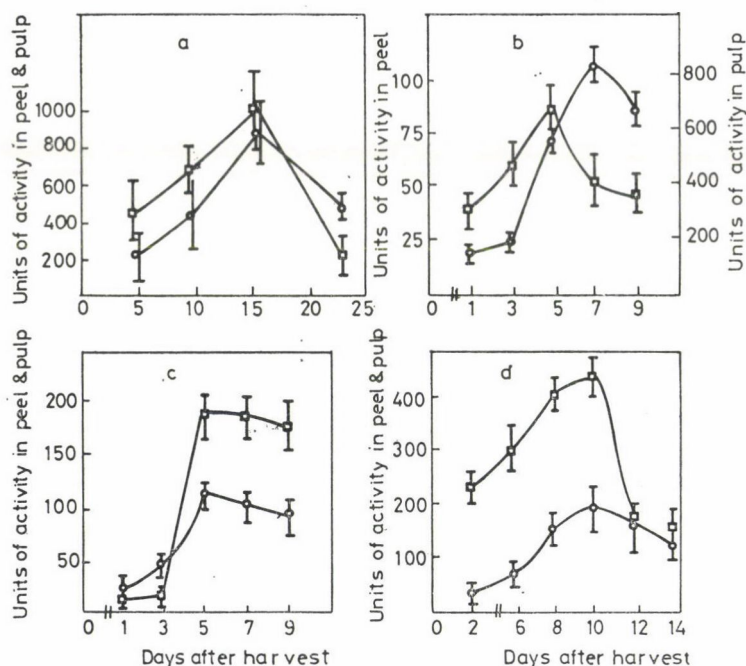 a
Units of activity in peel & pulp
1000
800
600
400
200
0 5 10 15 20 25
b
Units of activity in peel
100
75
50
25
Units of activity in pulp
800
600
400
200
0 1 3 5 7 9
c
Units of activity in peel & pulp
200
150
100
50
0 1 3 5 7 9
Days after harvest
d
Units of activity in peel & pulp
400
300
200
100
0 2 6 8 10 12 14
Days after harvest